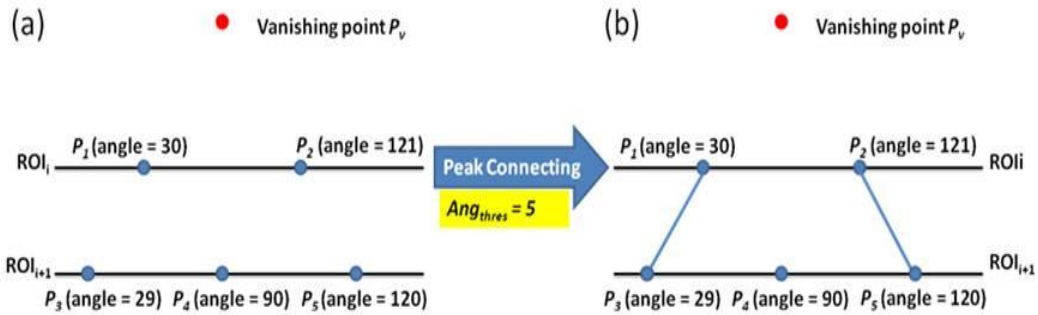 (a)
Vanishing point Pᵥ
P₁ (angle = 30)
P₂ (angle = 121)
ROIᵢ
ROIᵢ₊₁
P₃ (angle = 29) P₄ (angle = 90) P₅ (angle = 120)
Peak Connecting
Ang_thres = 5
(b)
Vanishing point Pᵥ
P₁ (angle = 30)
P₂ (angle = 121)
ROIi
ROIᵢ₊₁
P₃ (angle = 29) P₄ (angle = 90) P₅ (angle = 120)